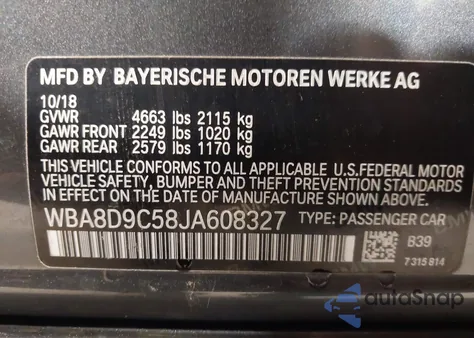 MFD BY BAYERISCHE MOTOREN WERKE AG
10/18
GVWR 4663 lbs 2115 kg
GAWR FRONT 2249 lbs 1020 kg
GAWR REAR 2579 lbs 1170 kg
THIS VEHICLE CONFORMS TO ALL APPLICABLE U.S.FEDERAL MOTOR
VEHICLE SAFETY, BUMPER AND THEFT PREVENTION STANDARDS
IN EFFECT ON THE DATE OF MANUFACTURE SHOWN ABOVE.
WBA8D9C58JA608327 TYPE: PASSENGER CAR
B39
7315814
autoSnap